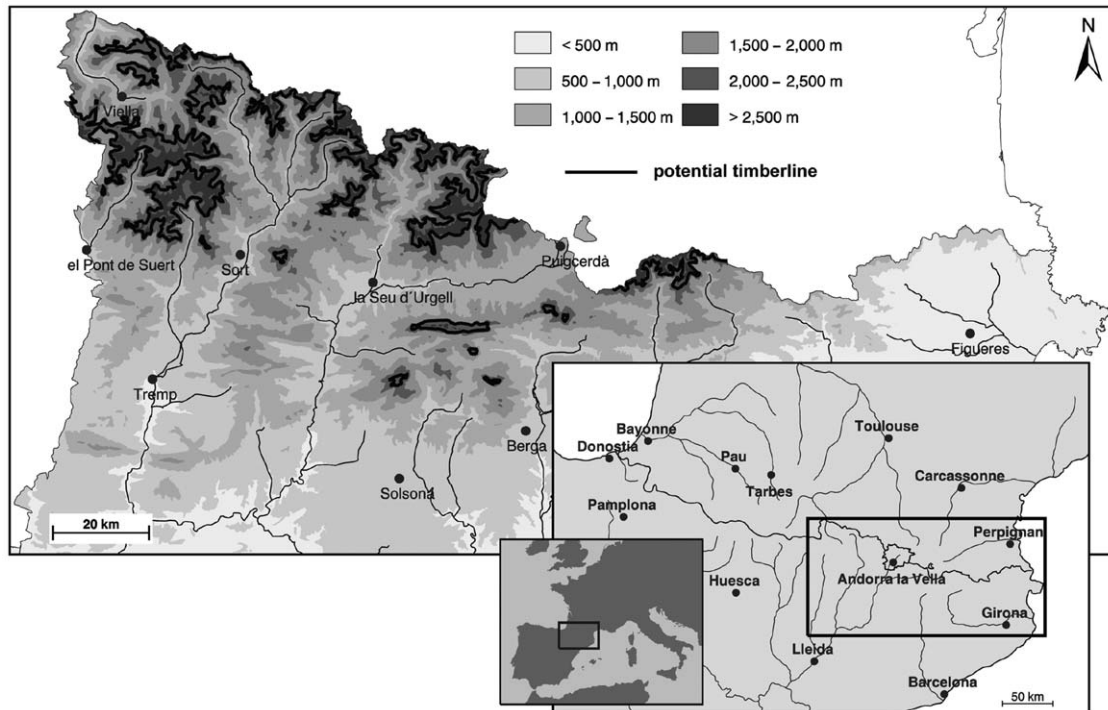 N
< 500 m
1,500 – 2,000 m
500 – 1,000 m
2,000 – 2,500 m
1,000 – 1,500 m
> 2,500 m
potential timberline
Viella
el Pont de Suert
Sort
Puigcerdà
la Seu d´Urgell
Figueres
Tremp
Berga
Solsona
20 km
Bayonne
Toulouse
Donostia
Pau
Tarbes
Carcassonne
Pamplona
Perpignan
Andorra la Vella
Huesca
Girona
Lleida
Barcelona
50 km